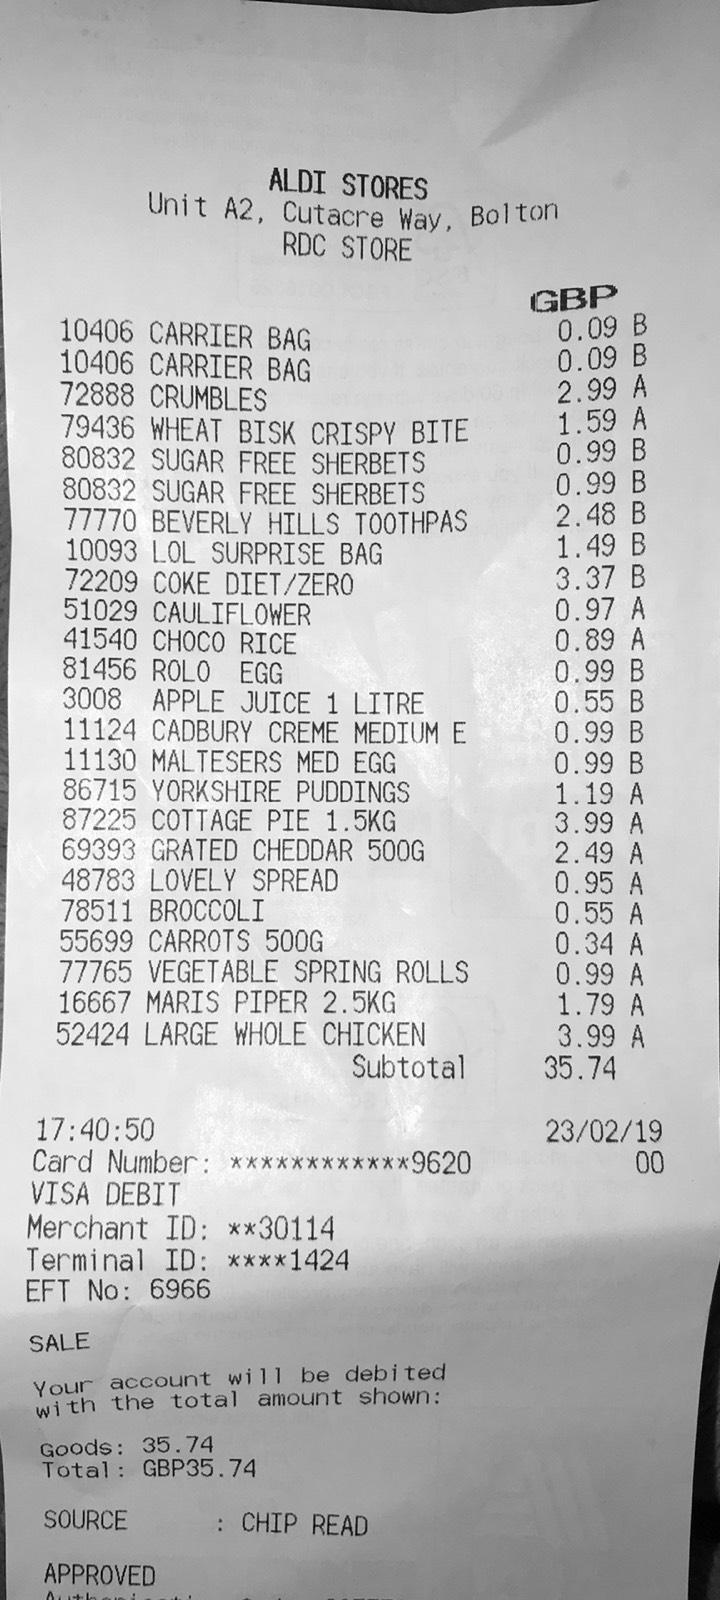 ALDI STORES
Unit A2, Cutacre Way, Bolton
RDC STORE
GBP
10406 CARRIER BAG 0.09 B
10406 CARRIER BAG 0.09 B
72888 CRUMBLES 2.99 A
79436 WHEAT BISK CRISPY BITE 1.59 A
80832 SUGAR FREE SHERBETS 0.99 B
80832 SUGAR FREE SHERBETS 0.99 B
77770 BEVERLY HILLS TOOTHPAS 2.48 B
10093 LOL SURPRISE BAG 1.49 B
72209 COKE DIET/ZERO 3.37 B
51029 CAULIFLOWER 0.97 A
41540 CHOCO RICE 0.89 A
81456 ROLO EGG 0.99 B
3008 APPLE JUICE 1 LITRE 0.55 B
11124 CADBURY CREME MEDIUM E 0.99 B
11130 MALTESERS MED EGG 0.99 B
86715 YORKSHIRE PUDDINGS 1.19 A
87225 COTTAGE PIE 1.5KG 3.99 A
69393 GRATED CHEDDAR 500G 2.49 A
48783 LOVELY SPREAD 0.95 A
78511 BROCCOLI 0.55 A
55699 CARROTS 500G 0.34 A
77765 VEGETABLE SPRING ROLLS 0.99 A
16667 MARIS PIPER 2.5KG 1.79 A
52424 LARGE WHOLE CHICKEN 3.99 A
Subtotal 35.74
17:40:50 23/02/19
Card Number: ************9620 00
VISA DEBIT
Merchant ID: **30114
Terminal ID: ****1424
EFT No: 6966
SALE
Your account will be debited
with the total amount shown:
Goods: 35.74
Total: GBP35.74
SOURCE : CHIP READ
APPROVED